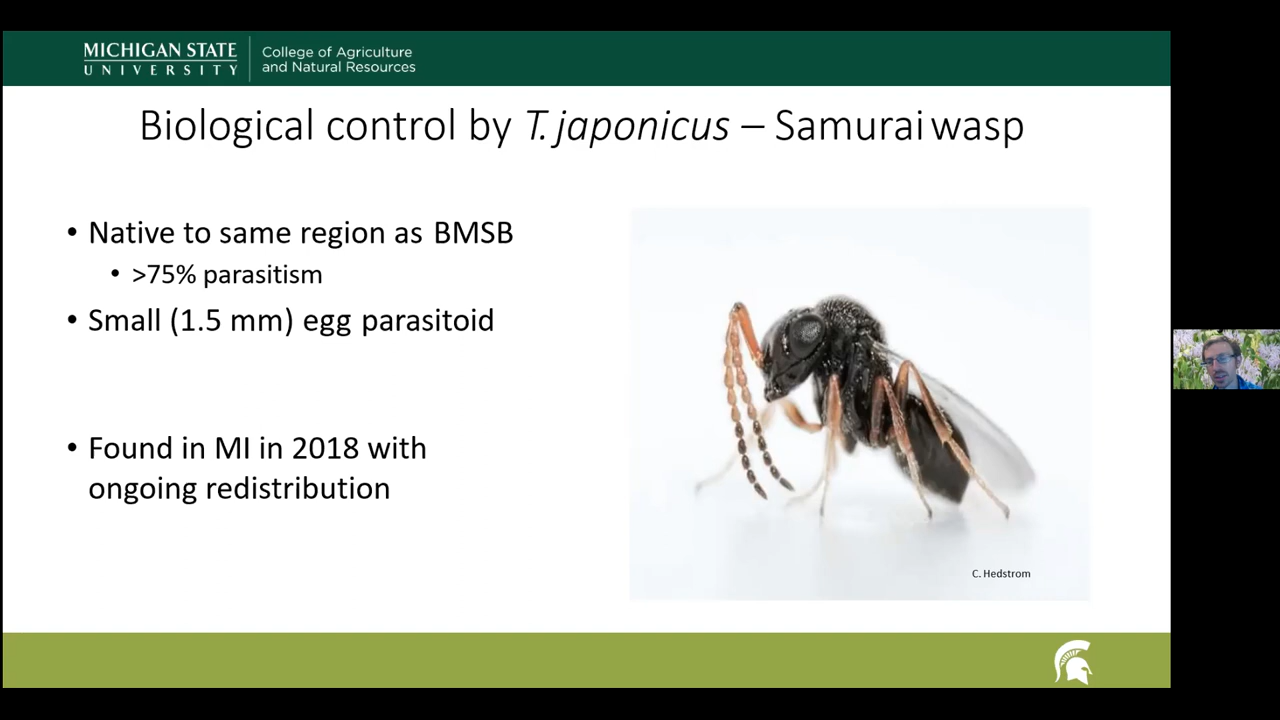 MICHIGAN STATE
UNIVERSITY
College of Agriculture
and Natural Resources
Biological control by T. japonicus – Samurai wasp
• Native to same region as BMSB
• >75% parasitism
• Small (1.5 mm) egg parasitoid
• Found in MI in 2018 with
ongoing redistribution
C. Hedstrom